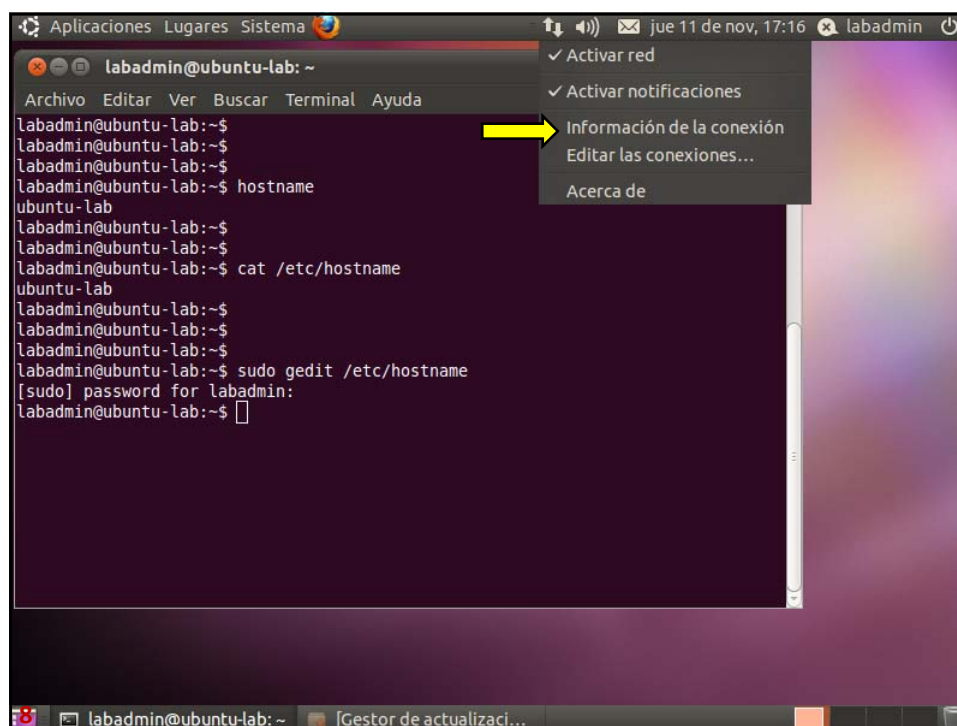 Aplicaciones Lugares Sistema jue 11 de nov, 17:16 labadmin
labadmin@ubuntu-lab: ~
Archivo Editar Ver Buscar Terminal Ayuda
labadmin@ubuntu-lab:~$
labadmin@ubuntu-lab:~$
labadmin@ubuntu-lab:~$
labadmin@ubuntu-lab:~$ hostname
ubuntu-lab
labadmin@ubuntu-lab:~$
labadmin@ubuntu-lab:~$
labadmin@ubuntu-lab:~$ cat /etc/hostname
ubuntu-lab
labadmin@ubuntu-lab:~$
labadmin@ubuntu-lab:~$
labadmin@ubuntu-lab:~$
labadmin@ubuntu-lab:~$ sudo gedit /etc/hostname
[sudo] password for labadmin:
labadmin@ubuntu-lab:~$
Activar red
Activar notificaciones
Información de la conexión
Editar las conexiones...
Acerca de
8 labadmin@ubuntu-lab: ~ [Gestor de actualizaci...